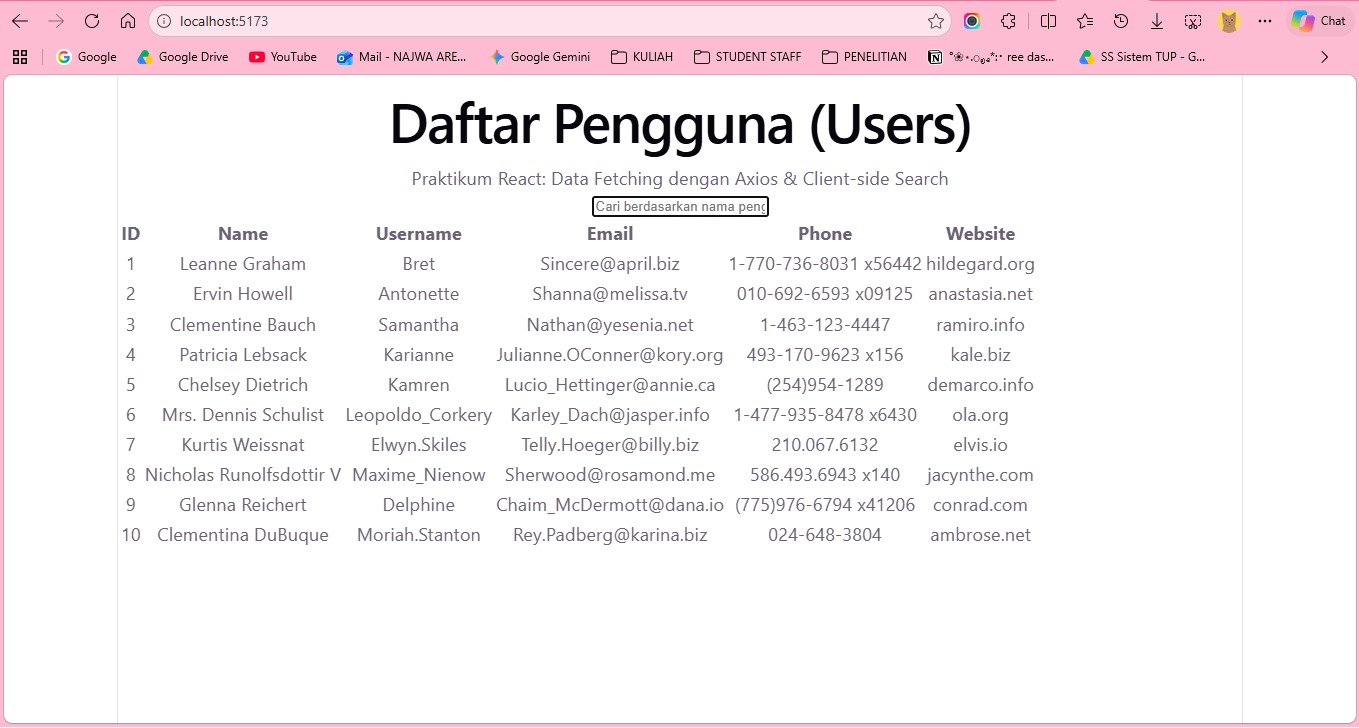 localhost:5173
Chat
Google Google Drive YouTube Mail - NAJWA ARE... Google Gemini KULIAH STUDENT STAFF PENELITIAN ree das... SS Sistem TUP - G...
Daftar Pengguna (Users)
Praktikum React: Data Fetching dengan Axios & Client-side Search
Cari berdasarkan nama peng
ID Name Username Email Phone Website
1 Leanne Graham Bret Sincere@april.biz 1-770-736-8031 x56442 hildegard.org
2 Ervin Howell Antonette Shanna@melissa.tv 010-692-6593 x09125 anastasia.net
3 Clementine Bauch Samantha Nathan@yesenia.net 1-463-123-4447 ramiro.info
4 Patricia Lebsack Karianne Julianne.OConner@kory.org 493-170-9623 x156 kale.biz
5 Chelsey Dietrich Kamren Lucio_Hettinger@annie.ca (254)954-1289 demarco.info
6 Mrs. Dennis Schulist Leopoldo_Corkery Karley_Dach@jasper.info 1-477-935-8478 x6430 ola.org
7 Kurtis Weissnat Elwyn.Skiles Telly.Hoeger@billy.biz 210.067.6132 elvis.io
8 Nicholas Runolfsdottir V Maxime_Nienow Sherwood@rosamond.me 586.493.6943 x140 jacynthe.com
9 Glenna Reichert Delphine Chaim_McDermott@dana.io (775)976-6794 x41206 conrad.com
10 Clementina DuBuque Moriah.Stanton Rey.Padberg@karina.biz 024-648-3804 ambrose.net